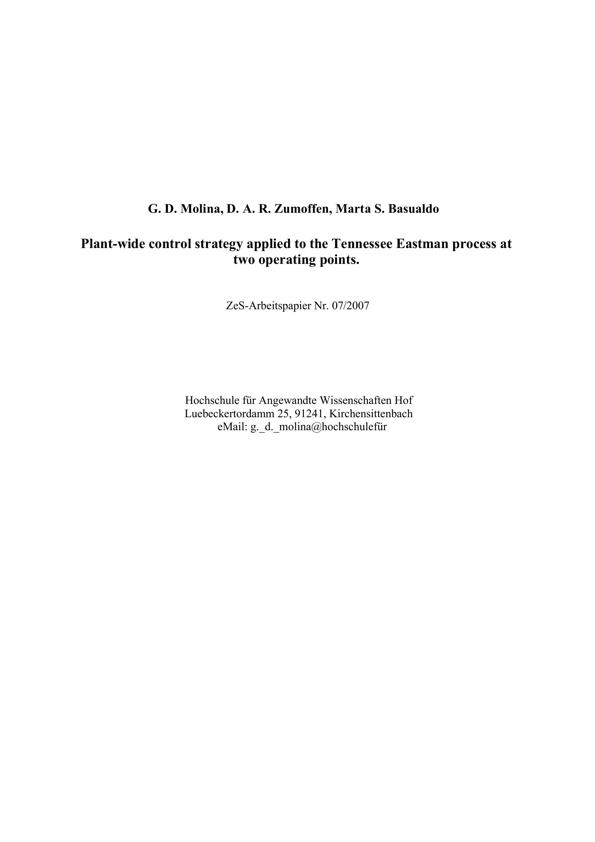 G. D. Molina, D. A. R. Zumoffen, Marta S. Basualdo
Plant-wide control strategy applied to the Tennessee Eastman process at
two operating points.
ZeS-Arbeitspapier Nr. 07/2007
Hochschule für Angewandte Wissenschaften Hof
Luebeckertordamm 25, 91241, Kirchensittenbach
eMail: g._d._molina@hochschulefür